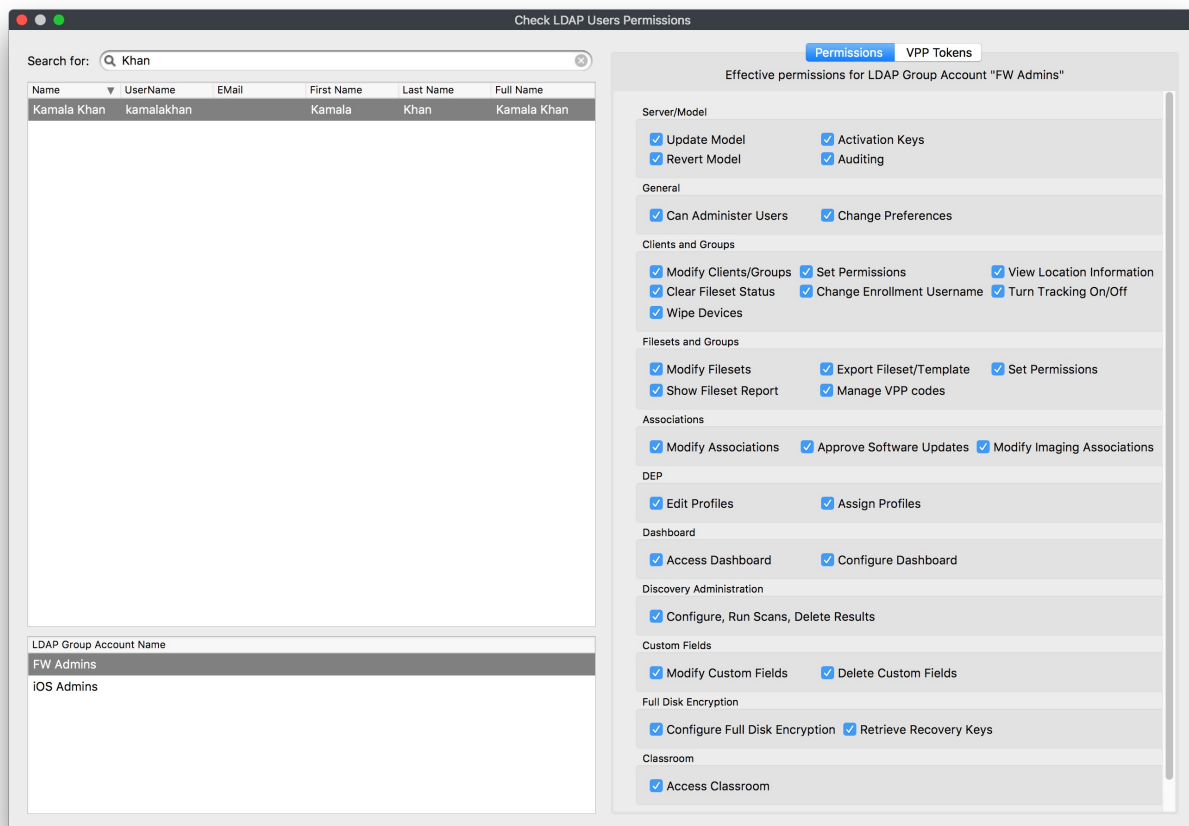 Check LDAP Users Permissions
Search for: Khan
Name UserName EMail First Name Last Name Full Name
Kamala Khan kamalakhan Kamala Khan Kamala Khan
LDAP Group Account Name
FW Admins
iOS Admins
Permissions VPP Tokens
Effective permissions for LDAP Group Account "FW Admins"
Server/Model
Update Model Activation Keys
Revert Model Auditing
General
Can Administer Users Change Preferences
Clients and Groups
Modify Clients/Groups Set Permissions View Location Information
Clear Fileset Status Change Enrollment Username Turn Tracking On/Off
Wipe Devices
Filesets and Groups
Modify Filesets Export Fileset/Template Set Permissions
Show Fileset Report Manage VPP codes
Associations
Modify Associations Approve Software Updates Modify Imaging Associations
DEP
Edit Profiles Assign Profiles
Dashboard
Access Dashboard Configure Dashboard
Discovery Administration
Configure, Run Scans, Delete Results
Custom Fields
Modify Custom Fields Delete Custom Fields
Full Disk Encryption
Configure Full Disk Encryption Retrieve Recovery Keys
Classroom
Access Classroom